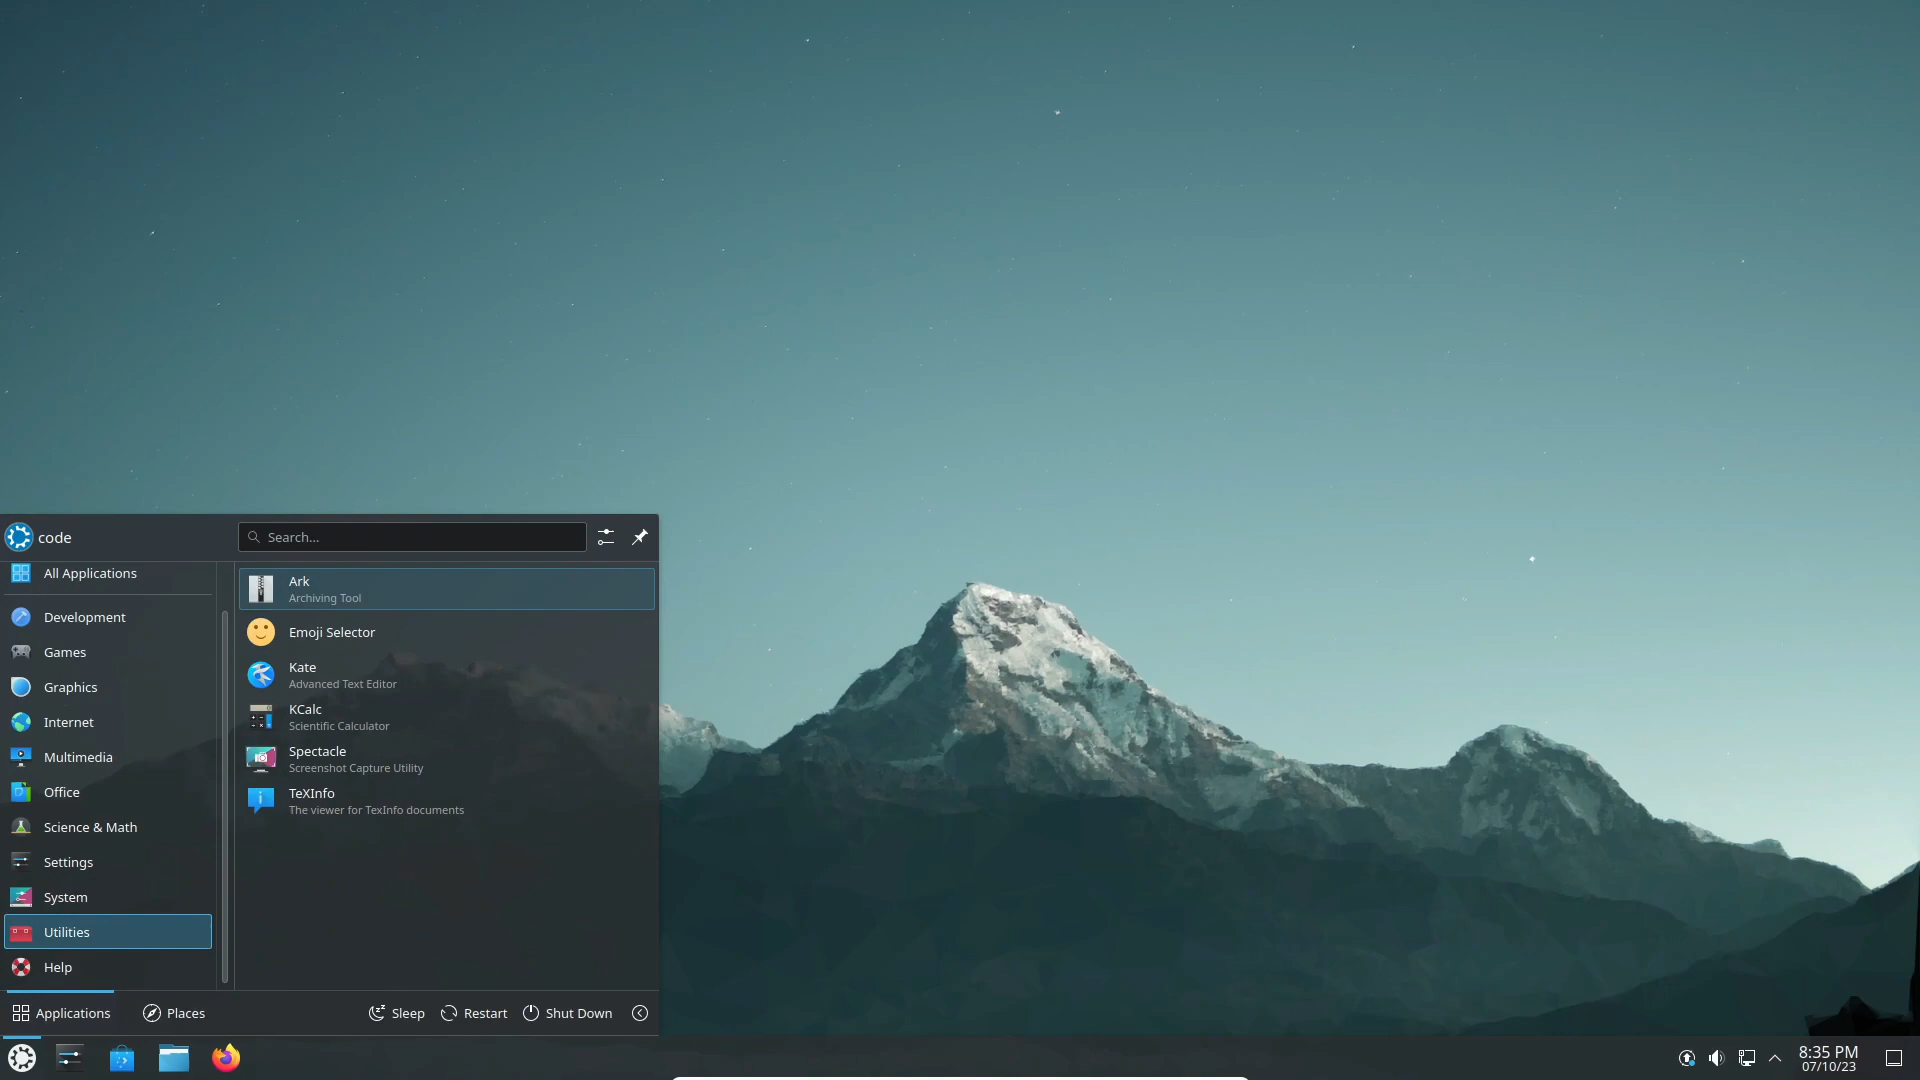 code
Search...
All Applications
Development
Games
Graphics
Internet
Multimedia
Office
Science & Math
Settings
System
Utilities
Help
Ark
Archiving Tool
Emoji Selector
Kate
Advanced Text Editor
KCalc
Scientific Calculator
Spectacle
Screenshot Capture Utility
TeXInfo
The viewer for TexInfo documents
Applications
Places
Sleep
Restart
Shut Down
8:35 PM
07/10/23